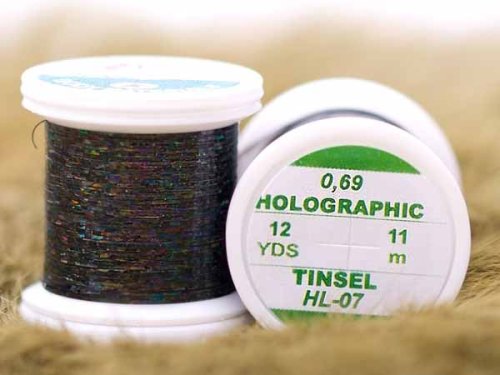 0,69
HOLOGRAPHIC
12 11
YDS m
TINSEL
HL-07